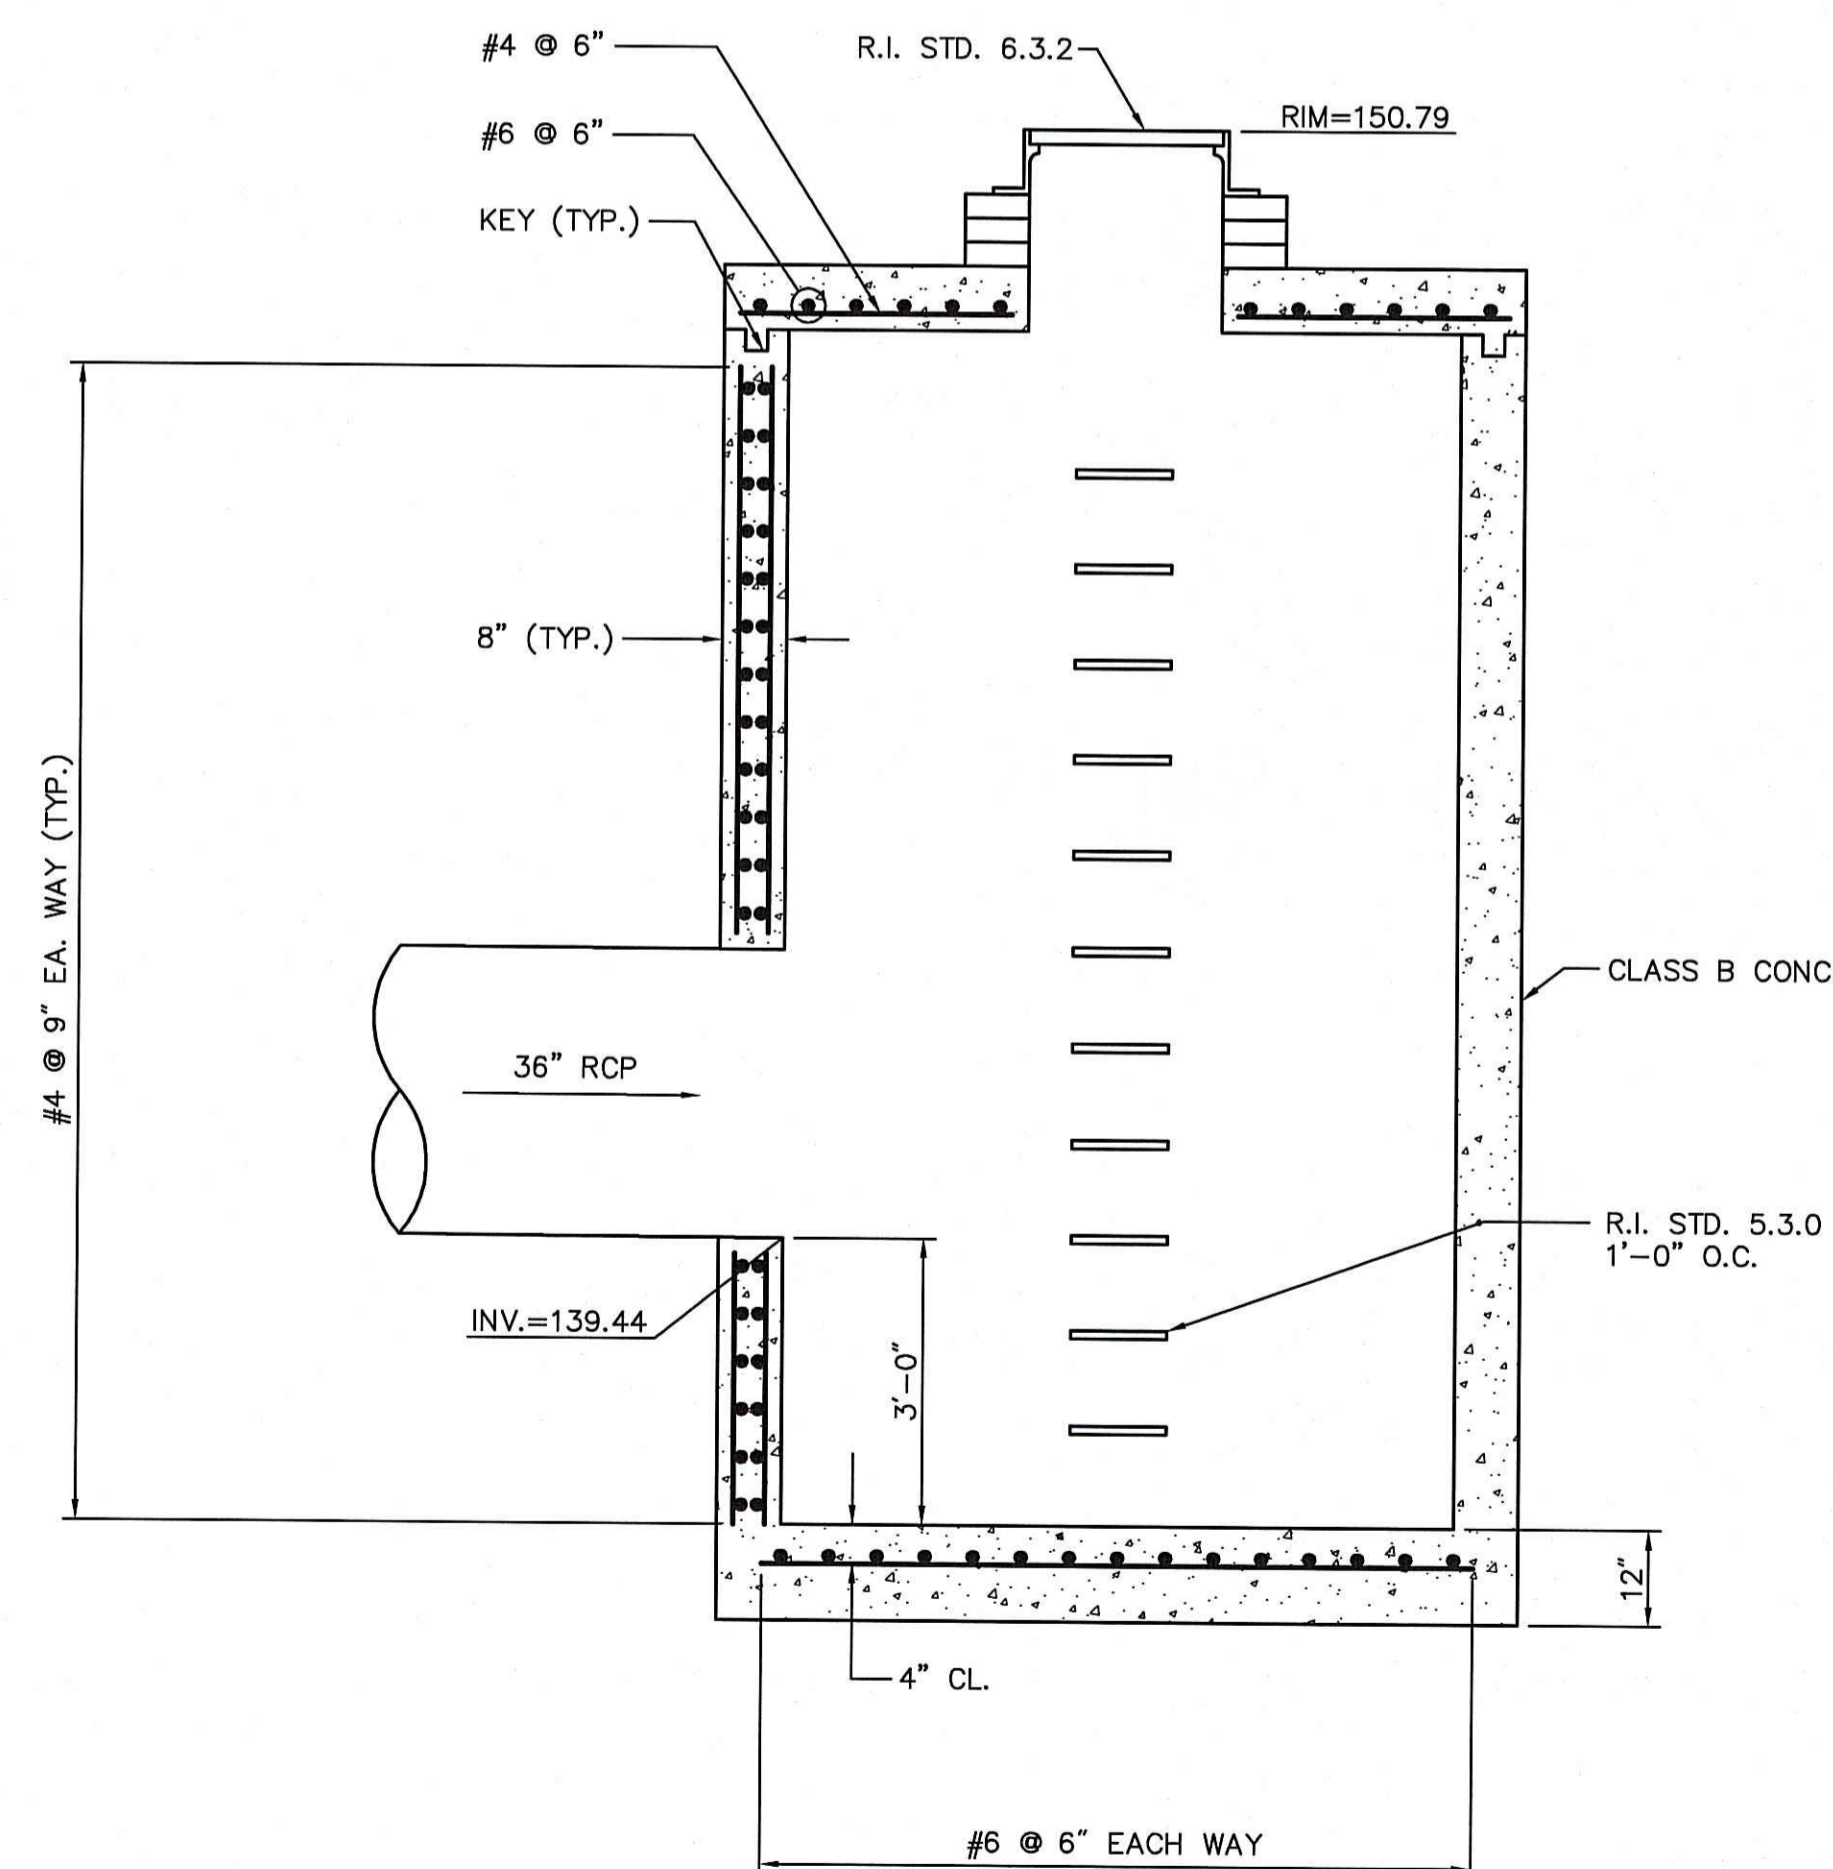 #4 @ 6"
R.I. STD. 6.3.2
RIM=150.79
#6 @ 6"
KEY (TYP.)
8" (TYP.)
#4 @ 9" EA. WAY (TYP.)
CLASS B CONC
36" RCP
R.I. STD. 5.3.0
1'-0" O.C.
INV.=139.44
3'-0"
12"
4" CL.
#6 @ 6" EACH WAY